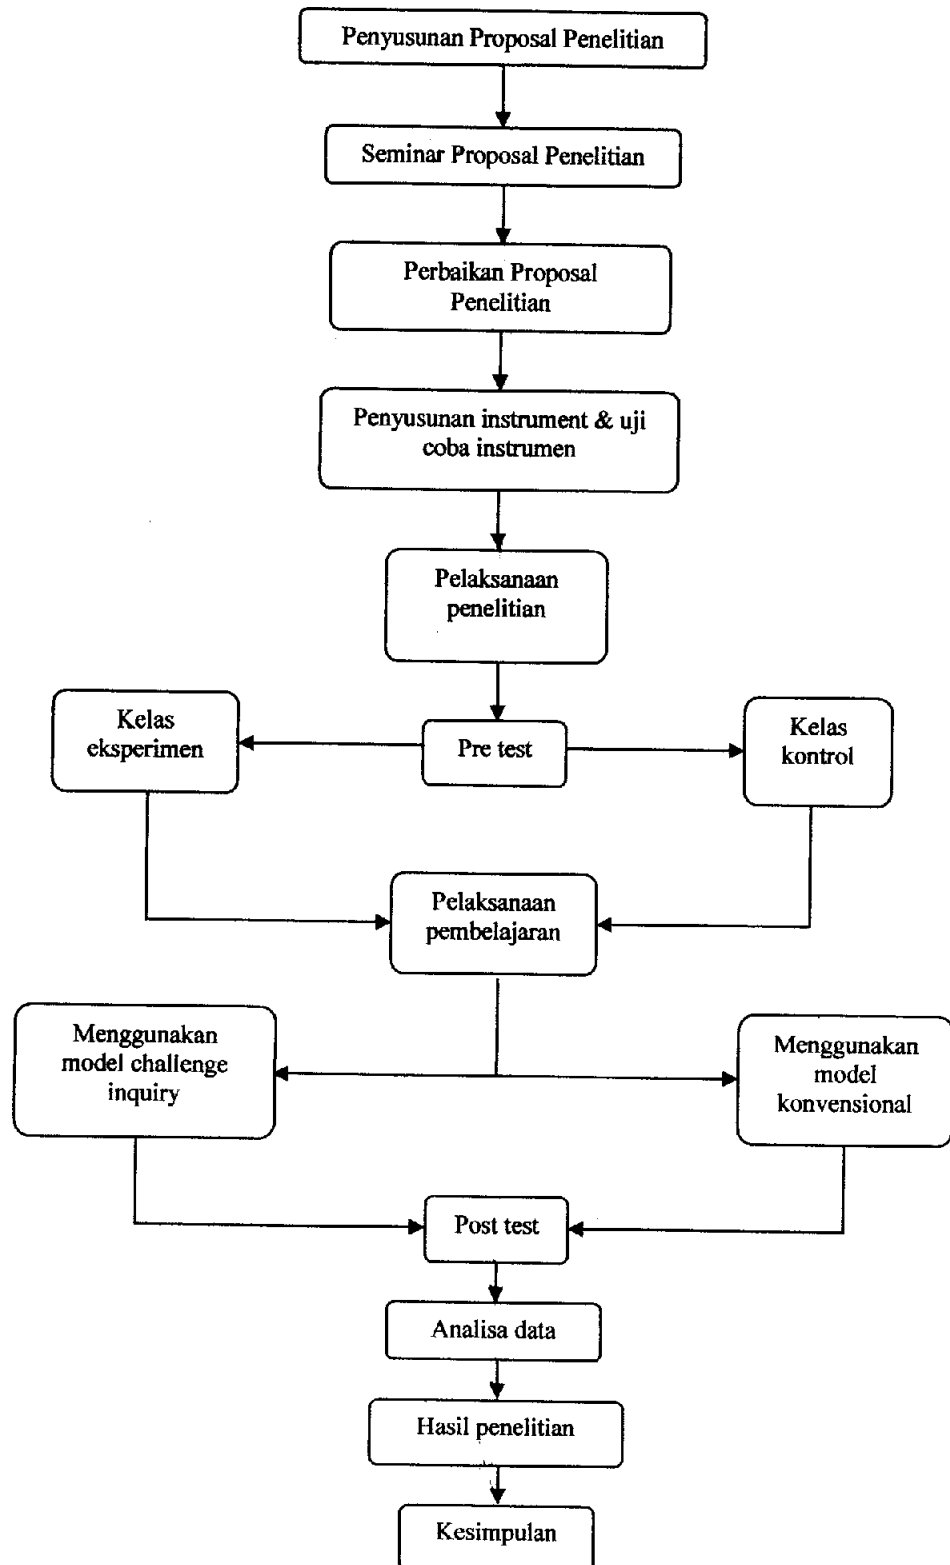 Penyusunan Proposal Penelitian
Seminar Proposal Penelitian
Perbaikan Proposal
Penelitian
Penyusunan instrument & uji
coba instrumen
Pelaksanaan
penelitian
Kelas
eksperimen
Pre test
Kelas
kontrol
Pelaksanaan
pembelajaran
Menggunakan
model challenge
inquiry
Menggunakan
model
konvensional
Post test
Analisa data
Hasil penelitian
Kesimpulan